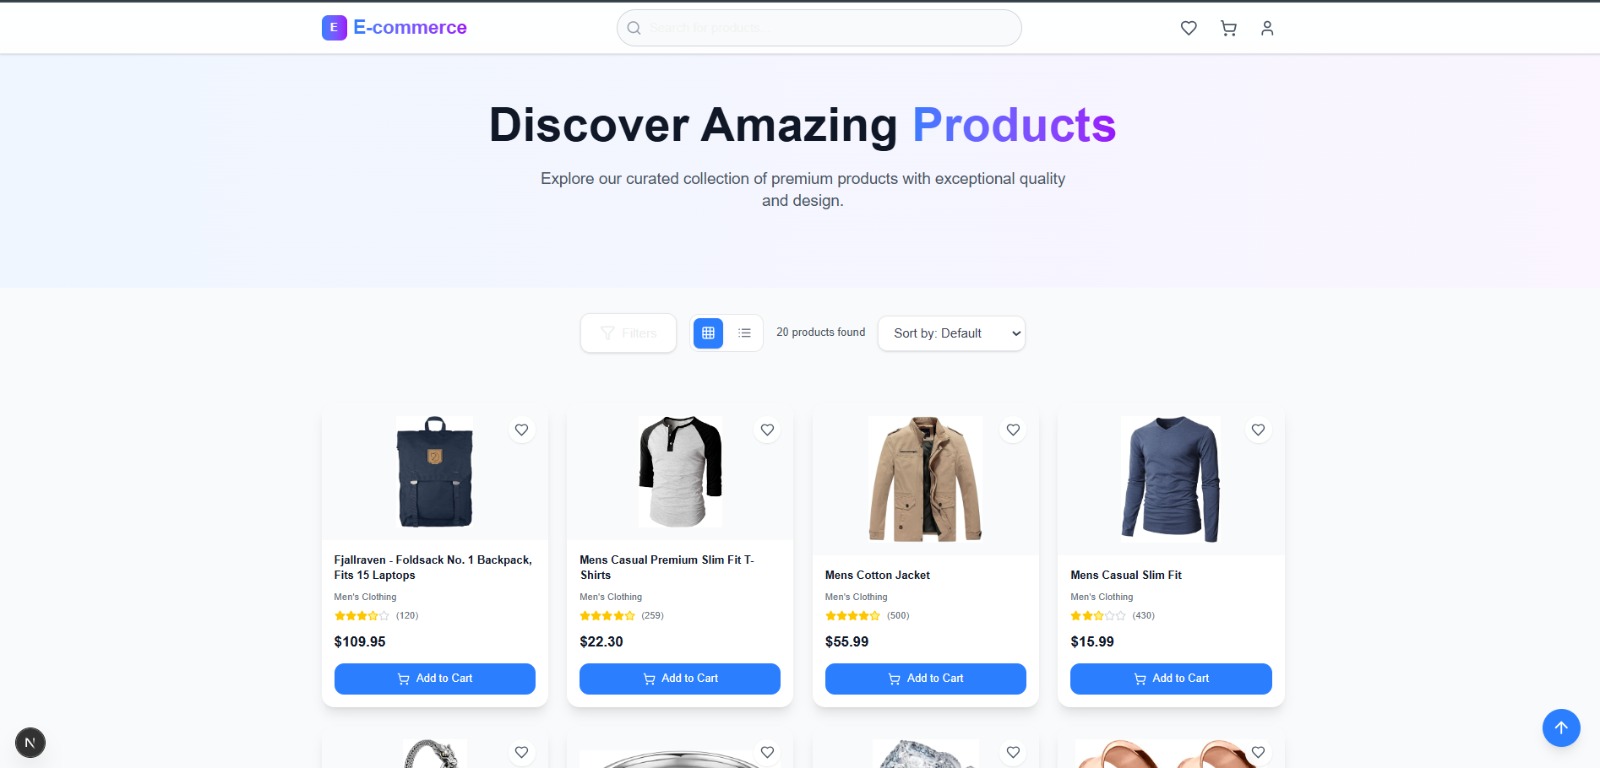 E E-commerce
Search for products...
Discover Amazing Products
Explore our curated collection of premium products with exceptional quality
and design.
Filters
20 products found
Sort by: Default
Fjallraven - Foldsack No. 1 Backpack,
Fits 15 Laptops
Men's Clothing
(120)
$109.95
Add to Cart
Mens Casual Premium Slim Fit T-
Shirts
Men's Clothing
(259)
$22.30
Add to Cart
Mens Cotton Jacket
Men's Clothing
(500)
$55.99
Add to Cart
Mens Casual Slim Fit
Men's Clothing
(430)
$15.99
Add to Cart
N